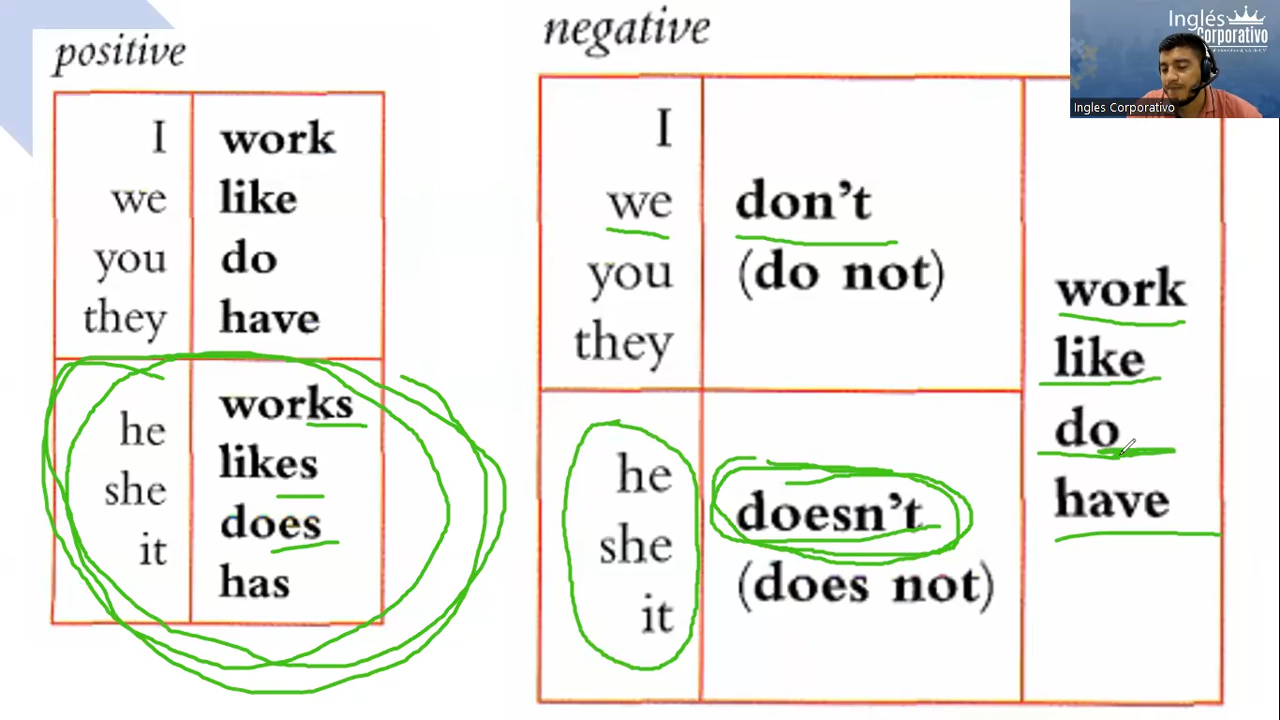 positive
I work
we like
you do
they have
he works
she likes
it does
has
negative
I
we don't
you (do not)
they
he doesn't
she (does not)
it
work
like
do
have
Inglés
Corporativo
Ingles Corporativo